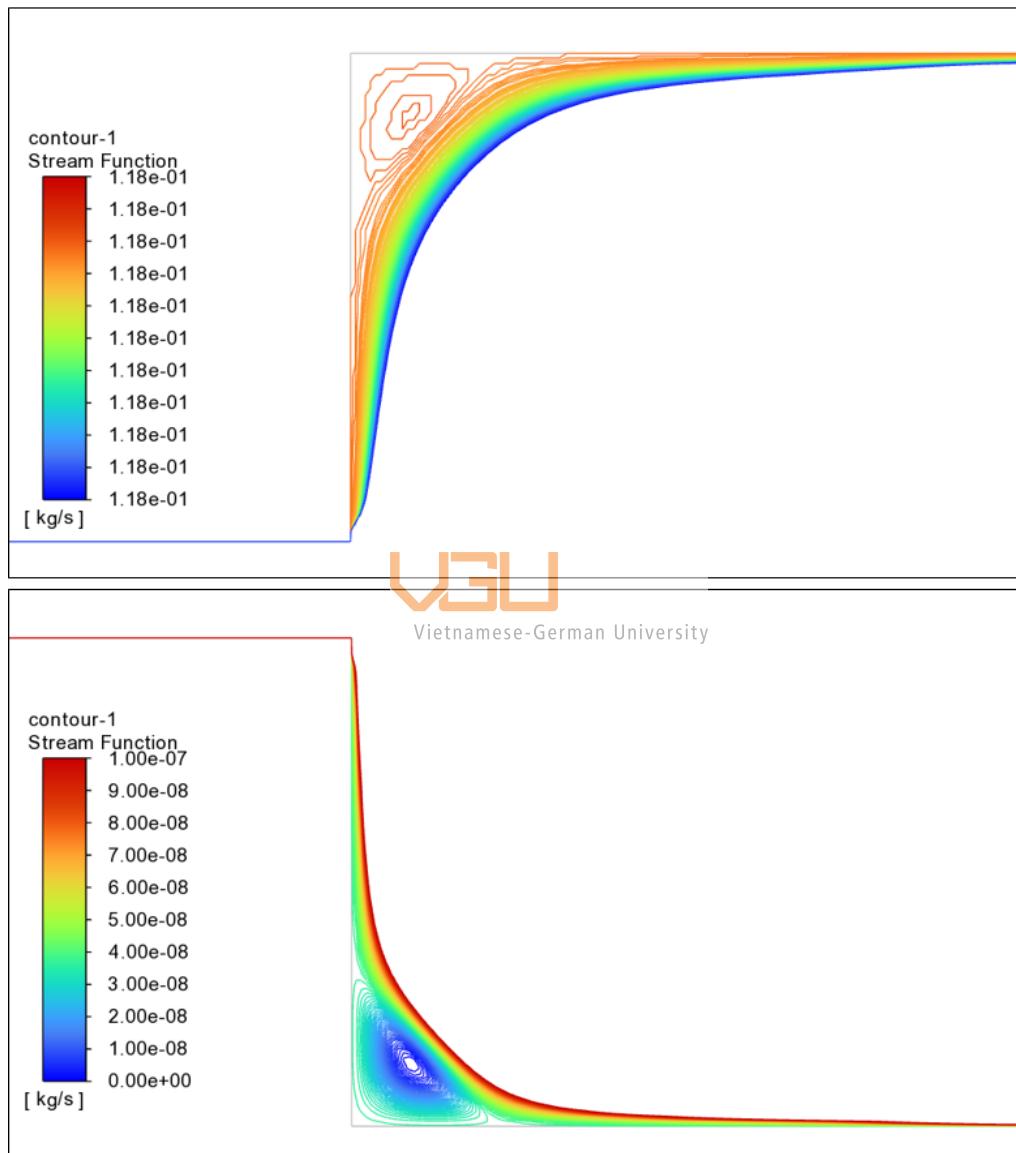 contour-1
Stream Function
1.18e-01
1.18e-01
1.18e-01
1.18e-01
1.18e-01
1.18e-01
1.18e-01
1.18e-01
1.18e-01
1.18e-01
1.18e-01
[ kg/s ]
VGU
Vietnamese-German University
contour-1
Stream Function
1.00e-07
9.00e-08
8.00e-08
7.00e-08
6.00e-08
5.00e-08
4.00e-08
3.00e-08
2.00e-08
1.00e-08
0.00e+00
[ kg/s ]